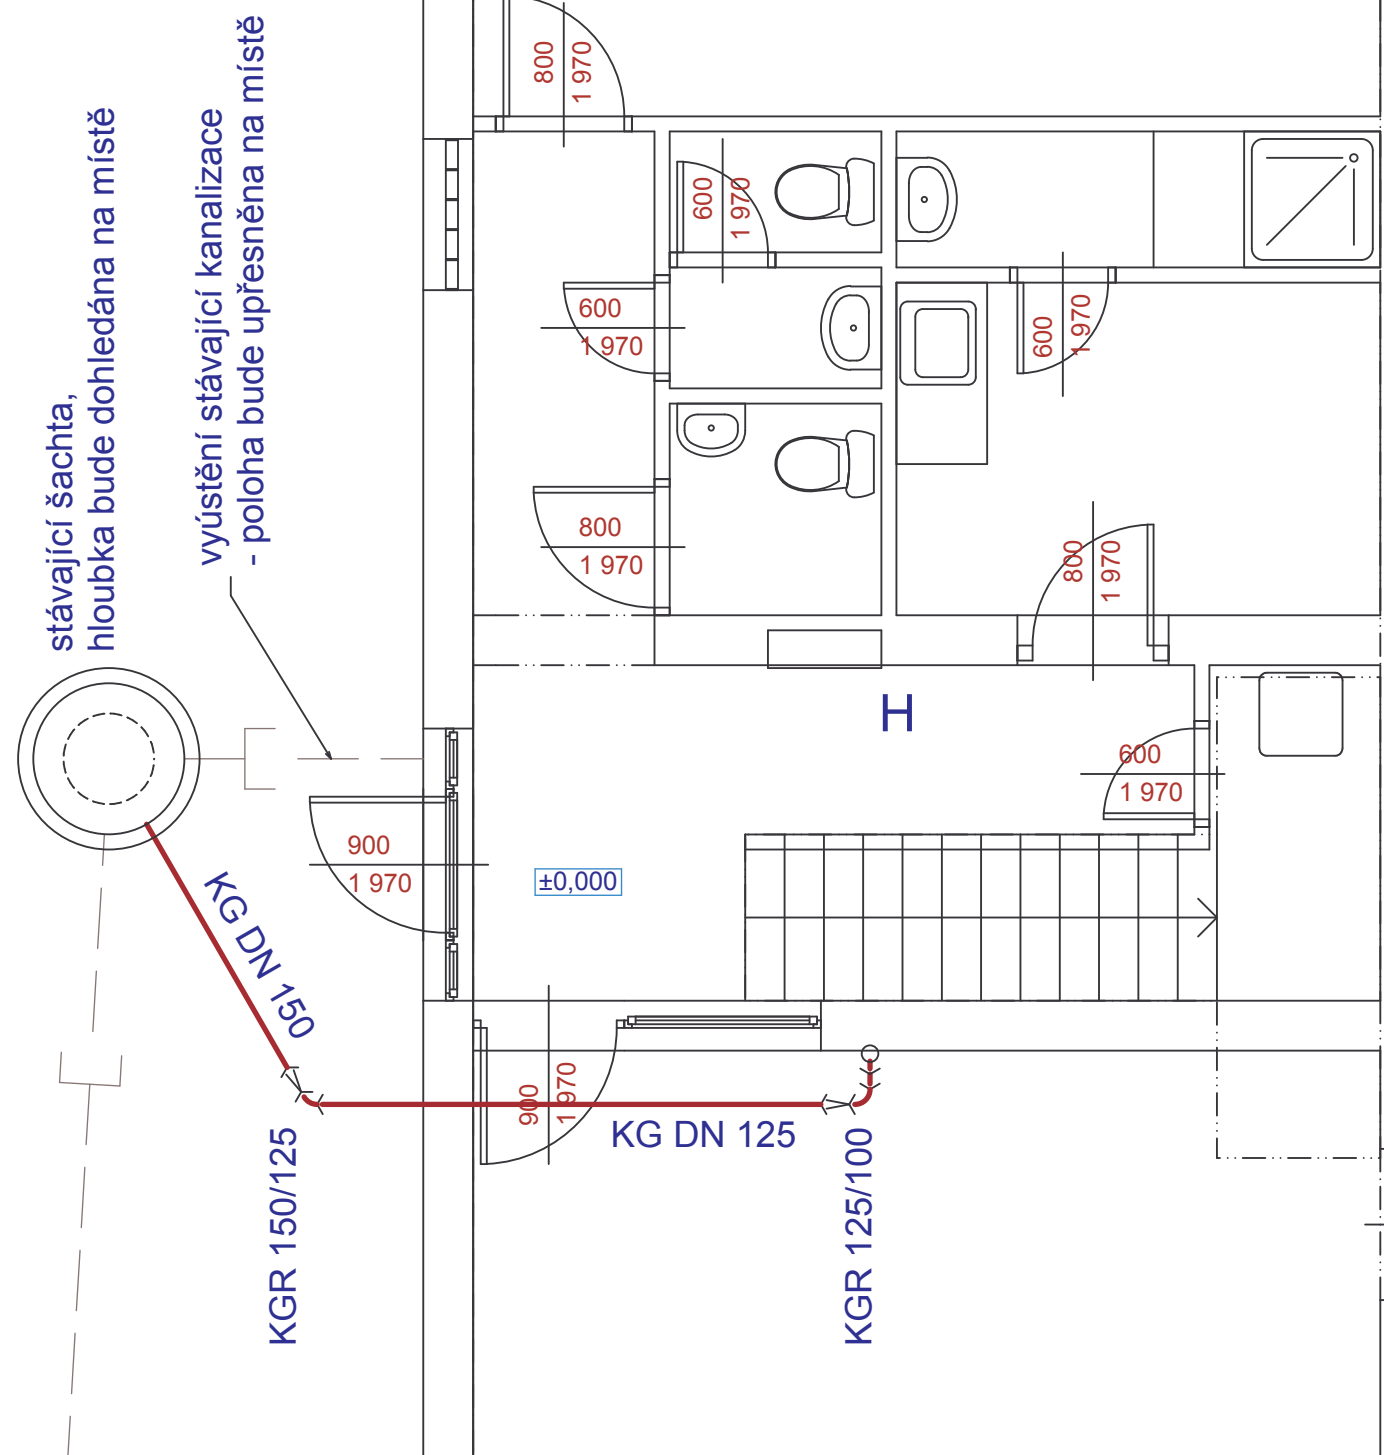 stávající šachta,
hloubka bude dohledána na místě
vyústění stávající kanalizace
- poloha bude upřesněna na místě
800
1 970
600
1 970
600
1 970
600
1 970
800
1 970
800
1 970
H
600
1 970
900
1 970
±0,000
KG DN 150
900
1 970
KG DN 125
KGR 150/125
KGR 125/100